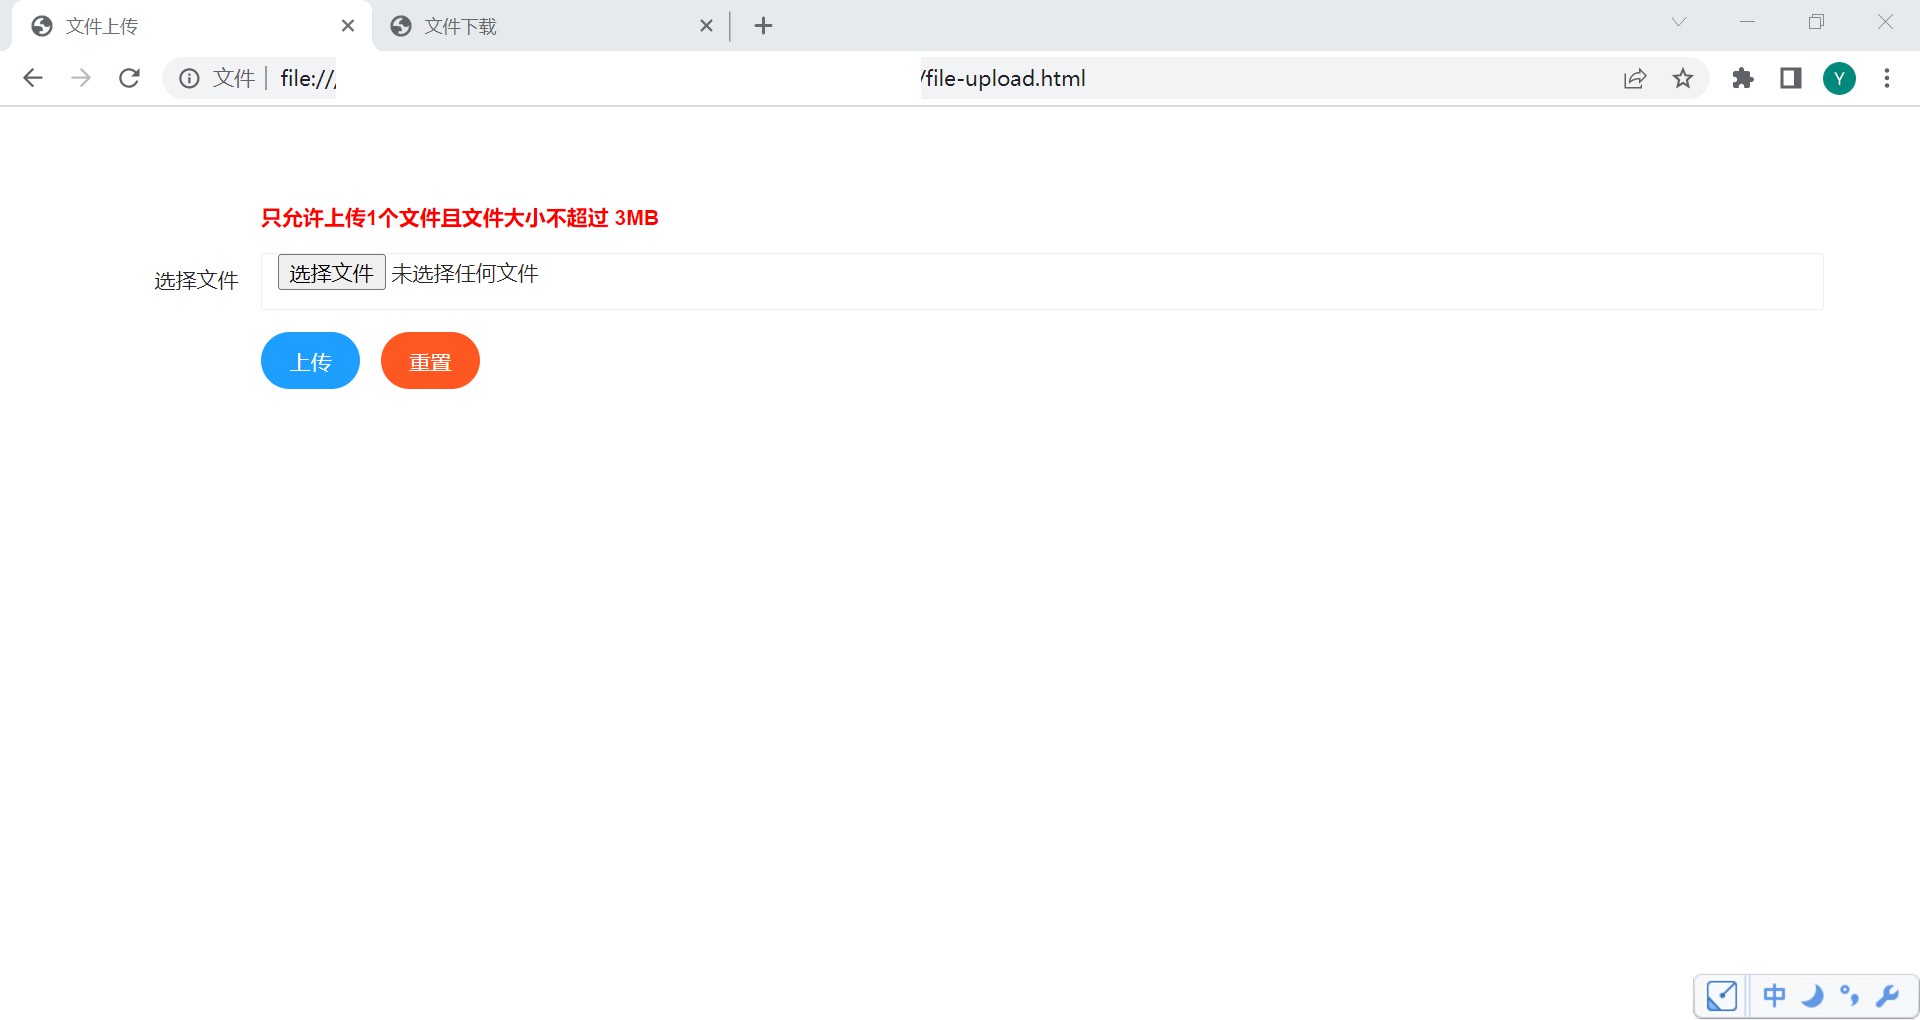 文件上传
文件下载
文件 file:// /file-upload.html
Y
只允许上传1个文件且文件大小不超过 3MB
选择文件 选择文件 未选择任何文件
上传 重置
中